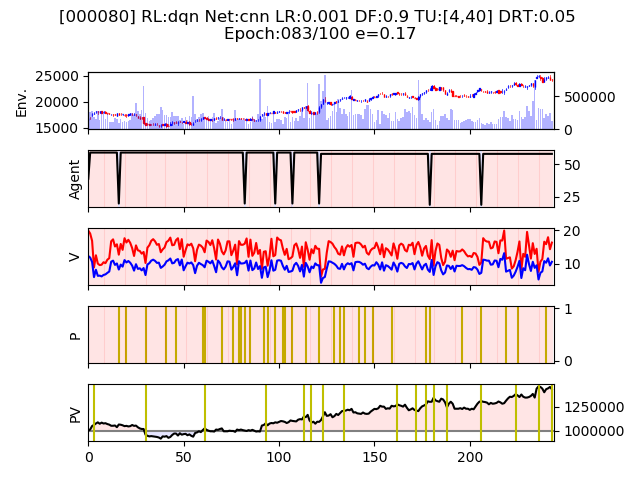 [000080] RL:dqn Net:cnn LR:0.001 DF:0.9 TU:[4,40] DRT:0.05
Epoch:083/100 e=0.17
Env.
25000
20000
15000
500000
0
Agent
50
25
V
20
10
P
1
0
PV
1250000
1000000
0 50 100 150 200